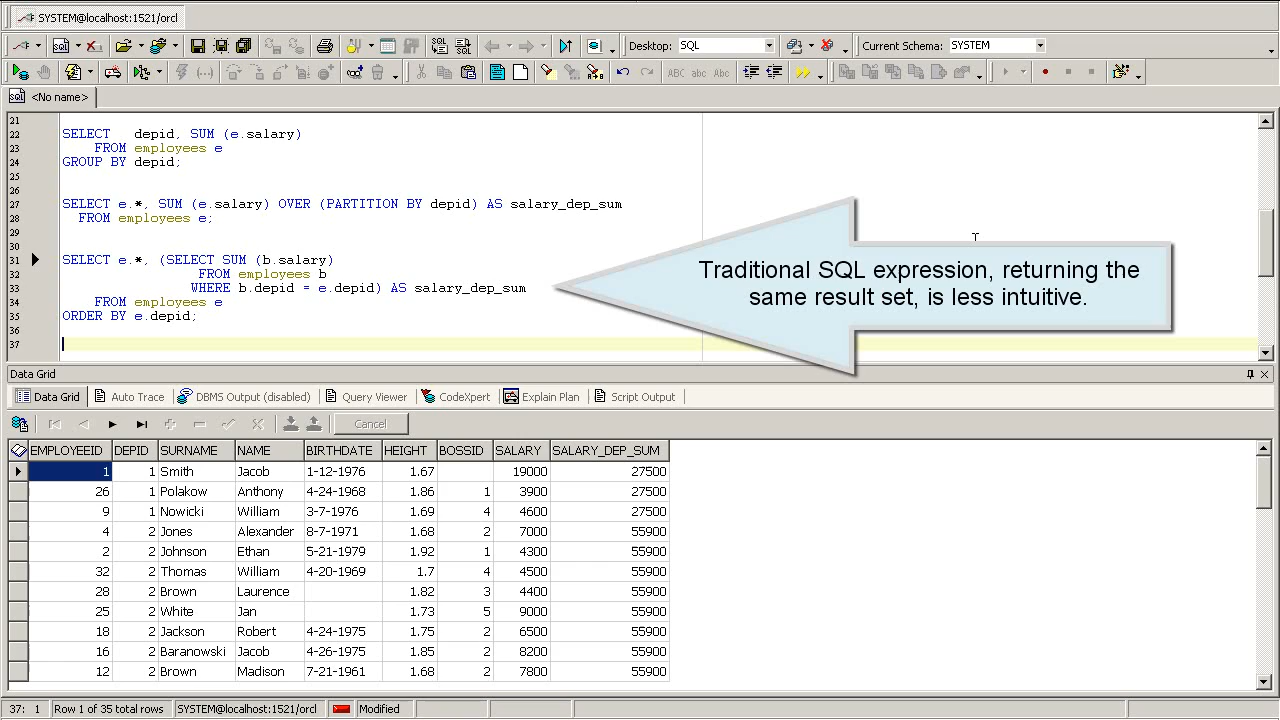 SYSTEM@localhost:1521/orcl
SQL Desktop: SQL Current Schema: SYSTEM
ABC abc Abc
SQL <No name>
21
22 SELECT depid, SUM (e.salary)
23 FROM employees e
24 GROUP BY depid;
25
26
27 SELECT e.*, SUM (e.salary) OVER (PARTITION BY depid) AS salary_dep_sum
28 FROM employees e;
29
30
31 SELECT e.*, (SELECT SUM (b.salary)
32 FROM employees b
33 WHERE b.depid = e.depid) AS salary_dep_sum
34 FROM employees e
35 ORDER BY e.depid;
36
37
Traditional SQL expression, returning the
same result set, is less intuitive.
Data Grid
Data Grid Auto Trace DBMS Output (disabled) Query Viewer CodeXpert Explain Plan Script Output
Cancel
EMPLOYEEID DEPID SURNAME NAME BIRTHDATE HEIGHT BOSSID SALARY SALARY_DEP_SUM
1 1 Smith Jacob 1-12-1976 1.67 19000 27500
26 1 Polakow Anthony 4-24-1968 1.86 1 3900 27500
9 1 Nowicki William 3-7-1976 1.69 4 4600 27500
4 2 Jones Alexander 8-7-1971 1.68 2 7000 55900
2 2 Johnson Ethan 5-21-1979 1.92 1 4300 55900
32 2 Thomas William 4-20-1969 1.7 4 4500 55900
28 2 Brown Laurence 1.82 3 4400 55900
25 2 White Jan 1.73 5 9000 55900
18 2 Jackson Robert 4-24-1975 1.75 2 6500 55900
16 2 Baranowski Jacob 4-26-1975 1.85 2 8200 55900
12 2 Brown Madison 7-21-1961 1.68 2 7800 55900
37: 1 Row 1 of 35 total rows SYSTEM@localhost:1521/orcl Modified